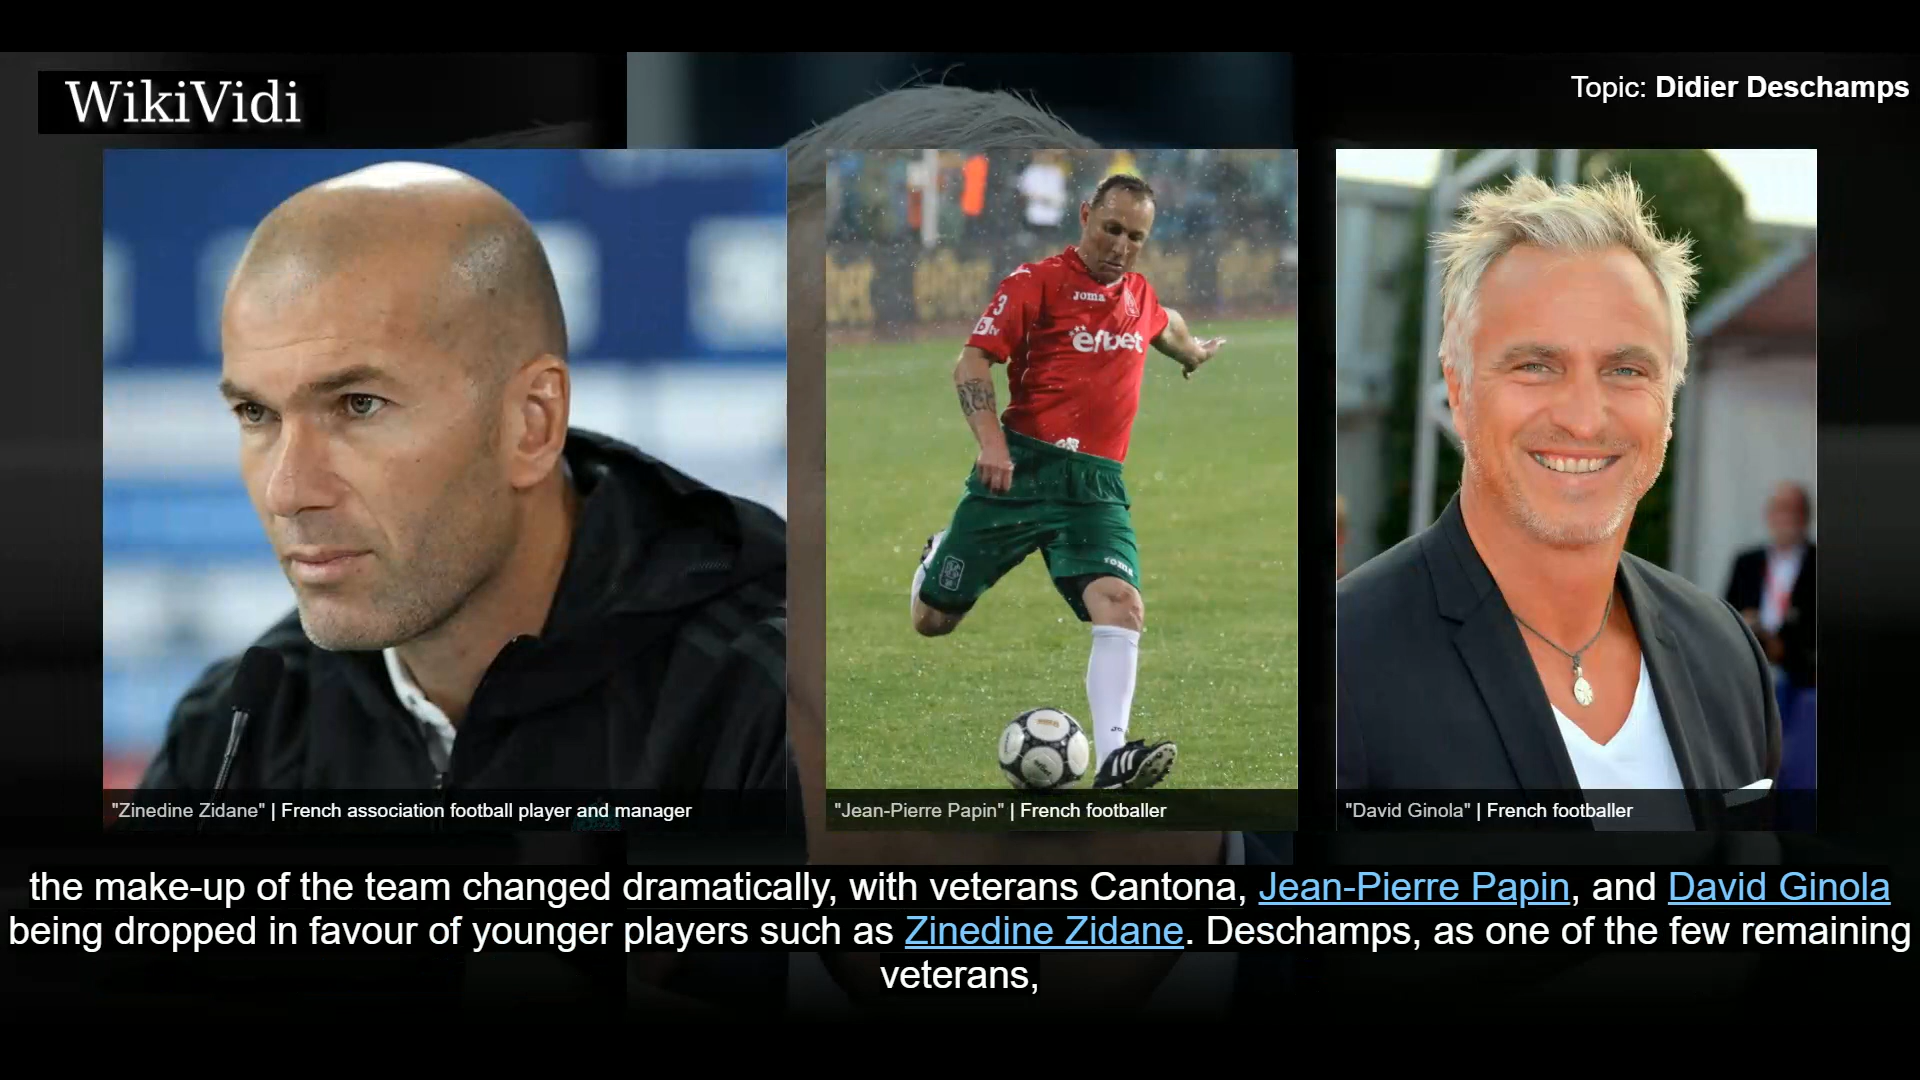 WikiVidi
Topic: Didier Deschamps
3
btv
Joma
efbet
Joma
"Zinedine Zidane" | French association football player and manager
"Jean-Pierre Papin" | French footballer
"David Ginola" | French footballer
the make-up of the team changed dramatically, with veterans Cantona, Jean-Pierre Papin, and David Ginola
being dropped in favour of younger players such as Zinedine Zidane. Deschamps, as one of the few remaining
veterans,